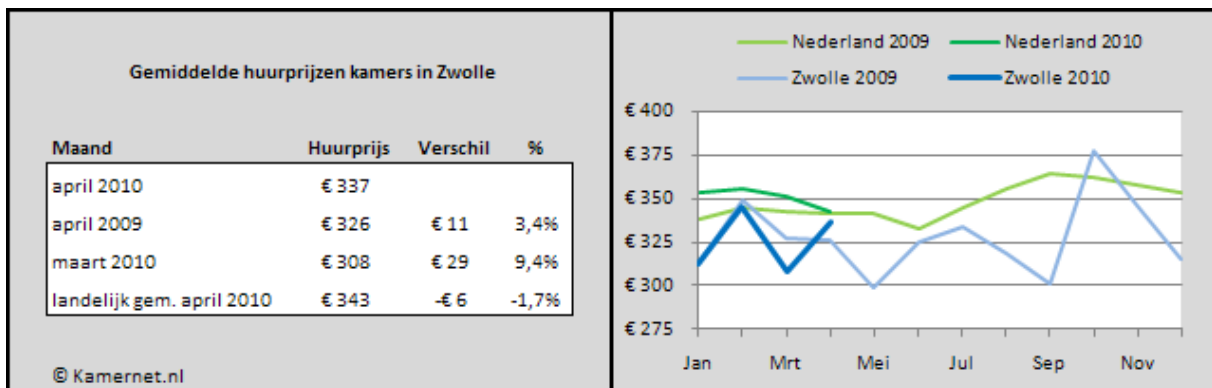 Gemiddelde huurprijzen kamers in Zwolle
Maand Huurprijs Verschil %
april 2010 € 337
april 2009 € 326 € 11 3,4%
maart 2010 € 308 € 29 9,4%
landelijk gem. april 2010 € 343 -€ 6 -1,7%
© Kamernet.nl
Nederland 2009 Nederland 2010
Zwolle 2009 Zwolle 2010
€ 400
€ 375
€ 350
€ 325
€ 300
€ 275
Jan Mrt Mei Jul Sep Nov